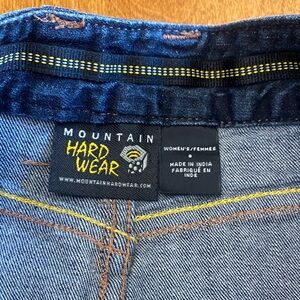 MOUNTAIN
HARD
WEAR
WWW.MOUNTAINHARDWEAR.COM
WOMEN'S/FEMMES
MADE IN INDIA
FABRIQUÉ EN
INDE